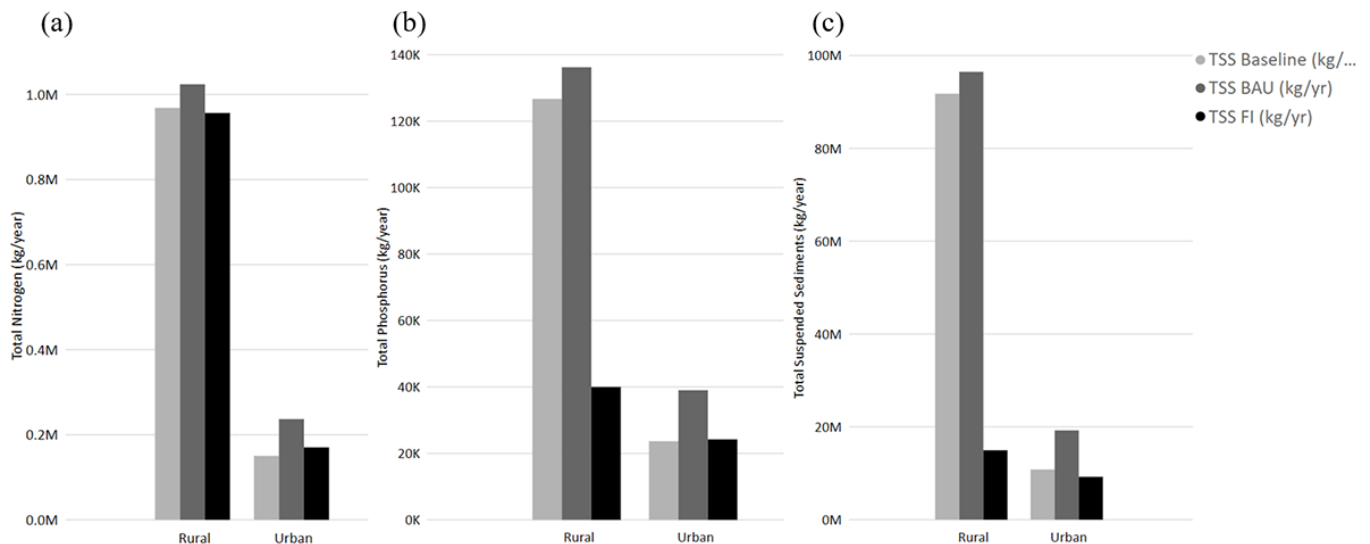 (a)
Total Nitrogen (kg/year)
1.0M
0.8M
0.6M
0.4M
0.2M
0.0M
Rural
Urban
(b)
Total Phosphorus (kg/year)
140K
120K
100K
80K
60K
40K
20K
0K
Rural
Urban
(c)
Total Suspended Sediments (kg/year)
100M
80M
60M
40M
20M
0M
Rural
Urban
TSS Baseline (kg/...
TSS BAU (kg/yr)
TSS FI (kg/yr)